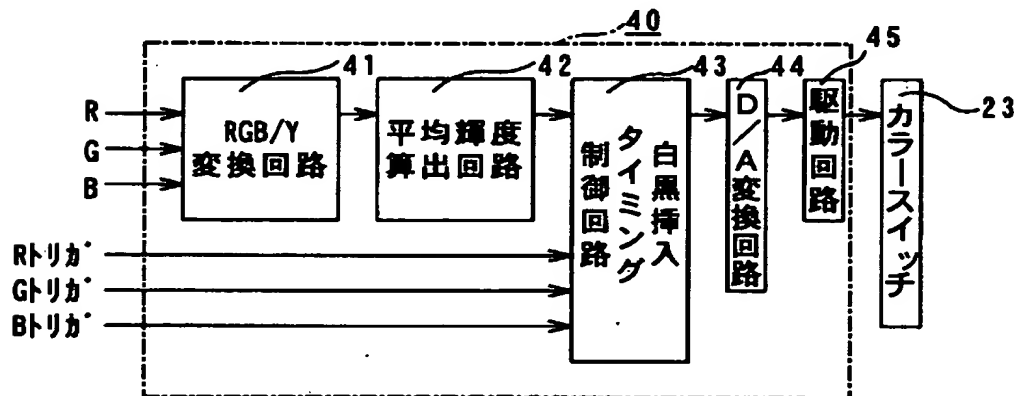 40
41
42
43
44
45
23
R
G
B
RGB/Y
変換回路
平均輝度
算出回路
白黒挿入
タイミング
制御回路
D/A変換回路
駆動回路
カラースイッチ
Rﾄﾘｶﾞ
Gﾄﾘｶﾞ
Bﾄﾘｶﾞ